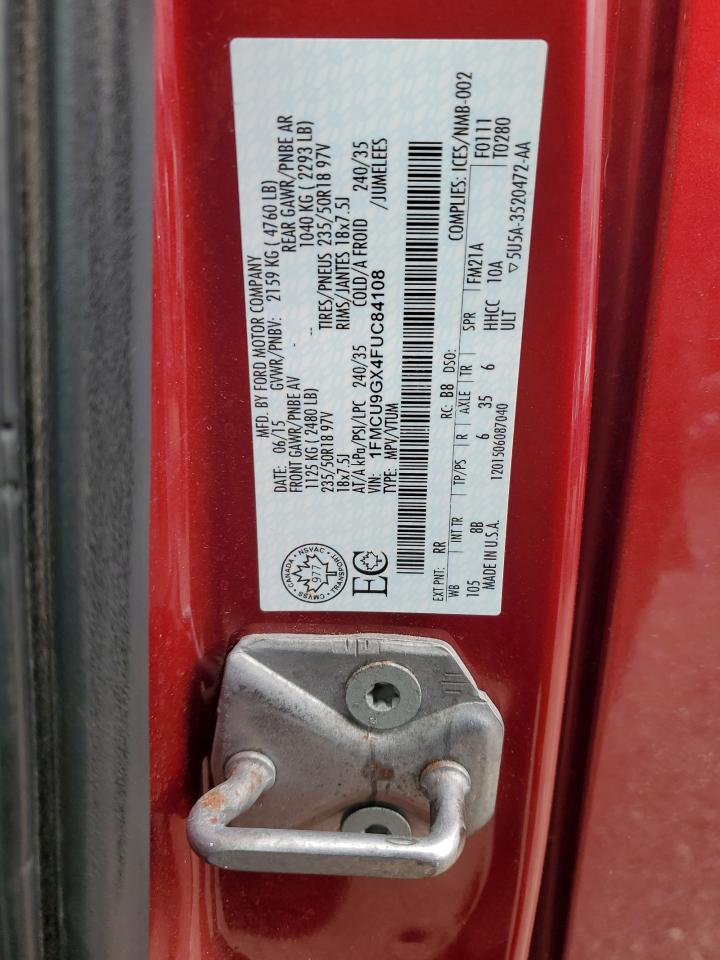 MFD. BY FORD MOTOR COMPANY
DATE: 06/15 GVWR/PNBV: 2159 KG ( 4760 LB)
FRONT GAWR/PNBE AV REAR GAWR/PNBE AR
1125 KG ( 2480 LB) 1040 KG ( 2293 LB)
235/50R18 97V TIRES/PNEUS 235/50R18 97V
18x7.5J RIMS/JANTES 18x7.5J
AT/A kPa/PSI/LPC 240/35 COLD/A FROID 240/35
VIN: 1FMCU9GX4FUC84108 /JUMELEES
TYPE: MPV/VTUM
CANADA NSVAC TRANSPORT CMVSS
977
EC
EXT PNT: RR RC: B8 DSO: COMPLIES: ICES/NMB-002
WB INT TR TP/PS R AXLE TR SPR FM21A F0111
105 8B 6 35 6 HHCC 10A T0280
ULT
MADE IN U.S.A. 1201506087040 ▽5U5A-3520472-AA